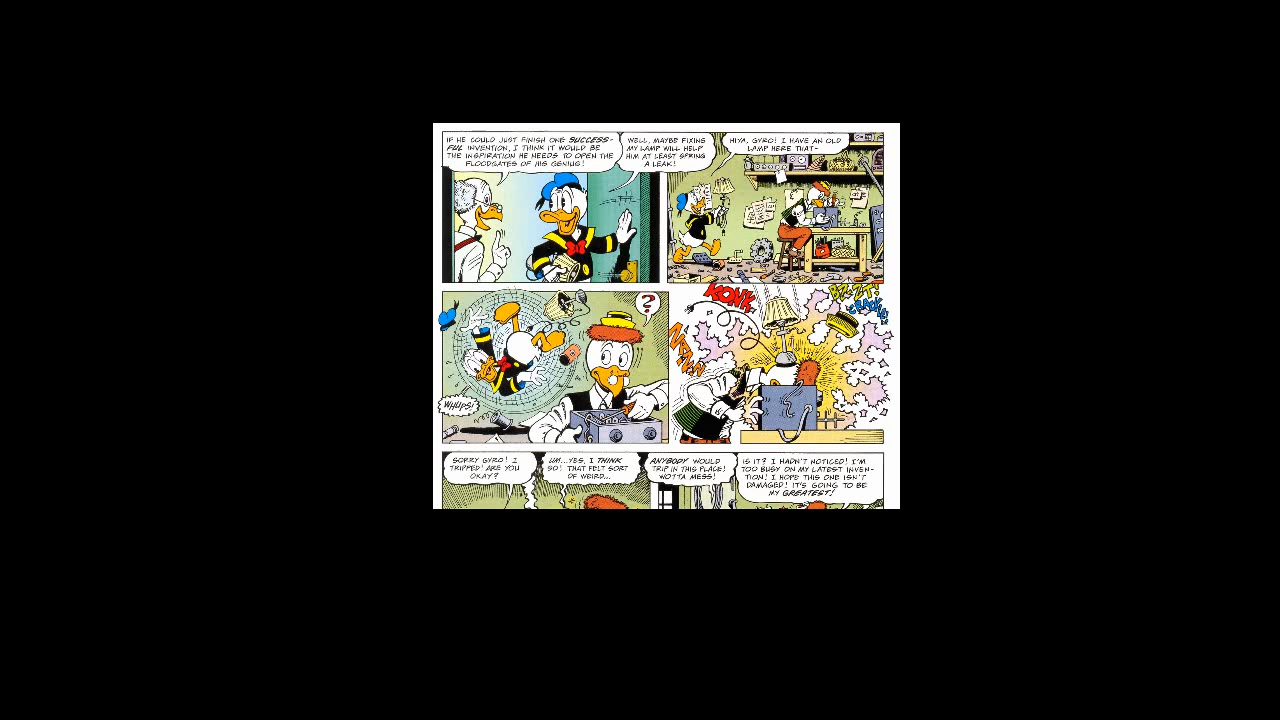 IF HE COULD JUST FINISH ONE SUCCESS-
FUL INVENTION, I THINK IT WOULD BE
THE INSPIRATION HE NEEDS TO OPEN THE
FLOODGATES OF HIS GENIUS!
WELL, MAYBE FIXING
MY LAMP WILL HELP
HIM AT LEAST SPRING
A LEAK!
HIYA, GYRO! I HAVE AN OLD
LAMP HERE THAT-
WHUPS!
?
KONK
BZ-ZZT!
CRACKLE!
SORRY GYRO! I
TRIPPED! ARE YOU
OKAY?
UM...YES, I THINK
SO! THAT FELT SORT
OF WEIRD...
ANYBODY WOULD
TRIP IN THIS PLACE!
WOTTA MESS!
IS IT? I HADN'T NOTICED! I'M
TOO BUSY ON MY LATEST INVEN-
TION! I HOPE THIS ONE ISN'T
DAMAGED! IT'S GOING TO BE
MY GREATEST!